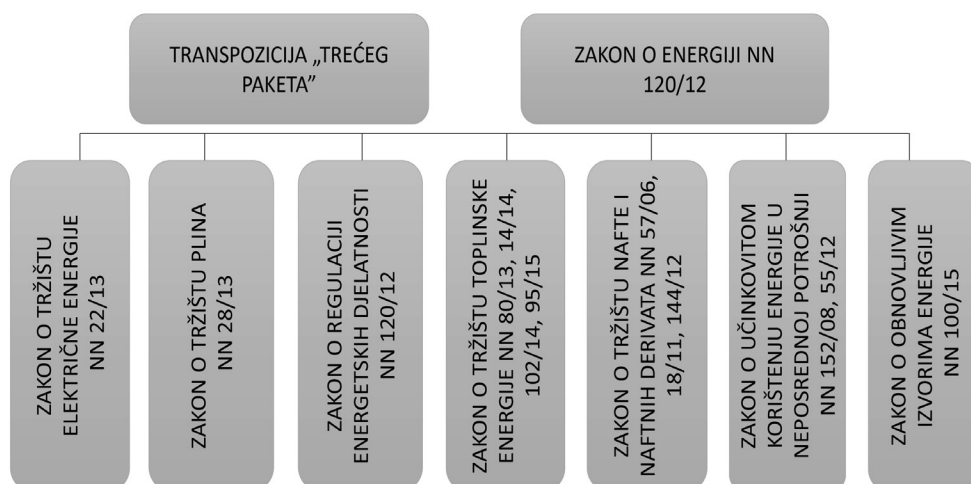 TRANSPOZICIJA „TREĆEG
PAKETA”
ZAKON O ENERGIJI NN
120/12
ZAKON O TRŽIŠTU
ELEKTRIČNE ENERGIJE
NN 22/13
ZAKON O TRŽIŠTU PLINA
NN 28/13
ZAKON O REGULACIJI
ENERGETSKIH DJELATNOSTI
NN 120/12
ZAKON O TRŽIŠTU TOPLINSKE
ENERGIJE NN 80/13, 14/14,
102/14, 95/15
ZAKON O TRŽIŠTU NAFTE I
NAFTNIH DERIVATA NN 57/06,
18/11, 144/12
ZAKON O UČINKOVITOM
KORIŠTENJU ENERGIJE U
NEPOSREDNOJ POTROŠNJI
NN 152/08, 55/12
ZAKON O OBNOVLJIVIM
IZVORIMA ENERGIJE
NN 100/15